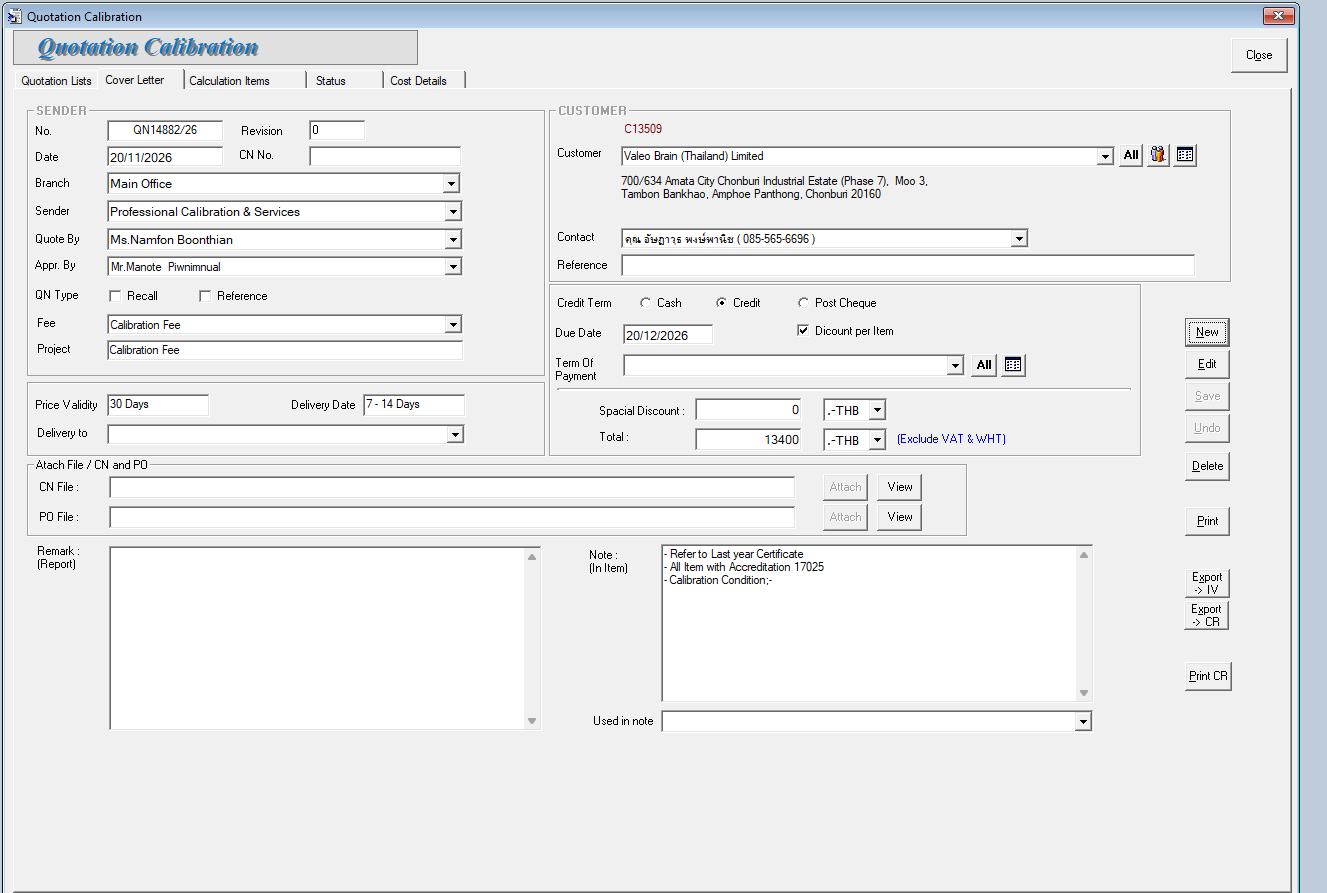 Quotation Calibration
Quotation Calibration
Close
Quotation Lists Cover Letter Calculation Items Status Cost Details
SENDER
No. QN14882/26 Revision 0
Date 20/11/2026 CN No.
Branch Main Office
Sender Professional Calibration & Services
Quote By Ms.Namfon Boonthian
Appr. By Mr.Manote Piwnimnual
QN Type Recall Reference
Fee Calibration Fee
Project Calibration Fee
Price Validity 30 Days Delivery Date 7 - 14 Days
Delivery to
CUSTOMER
C13509
Customer Valeo Brain (Thailand) Limited All
700/634 Amata City Chonburi Industrial Estate (Phase 7), Moo 3,
Tambon Bankhao, Amphoe Panthong, Chonburi 20160
Contact คุณ อัษฎาวุธ พงษ์พานิช ( 085-565-6696 )
Reference
Credit Term Cash Credit Post Cheque
Due Date 20/12/2026 Dicount per Item
Term Of
Payment All
Spacial Discount : 0 .-THB
Total : 13400 .-THB (Exclude VAT & WHT)
Atach File / CN and PO
CN File : Attach View
PO File : Attach View
Remark :
(Report)
Note :
(In Item)
- Refer to Last year Certificate
- All Item with Accreditation 17025
- Calibration Condition;-
Used in note
New
Edit
Save
Undo
Delete
Print
Export
-> IV
Export
-> CR
Print CR